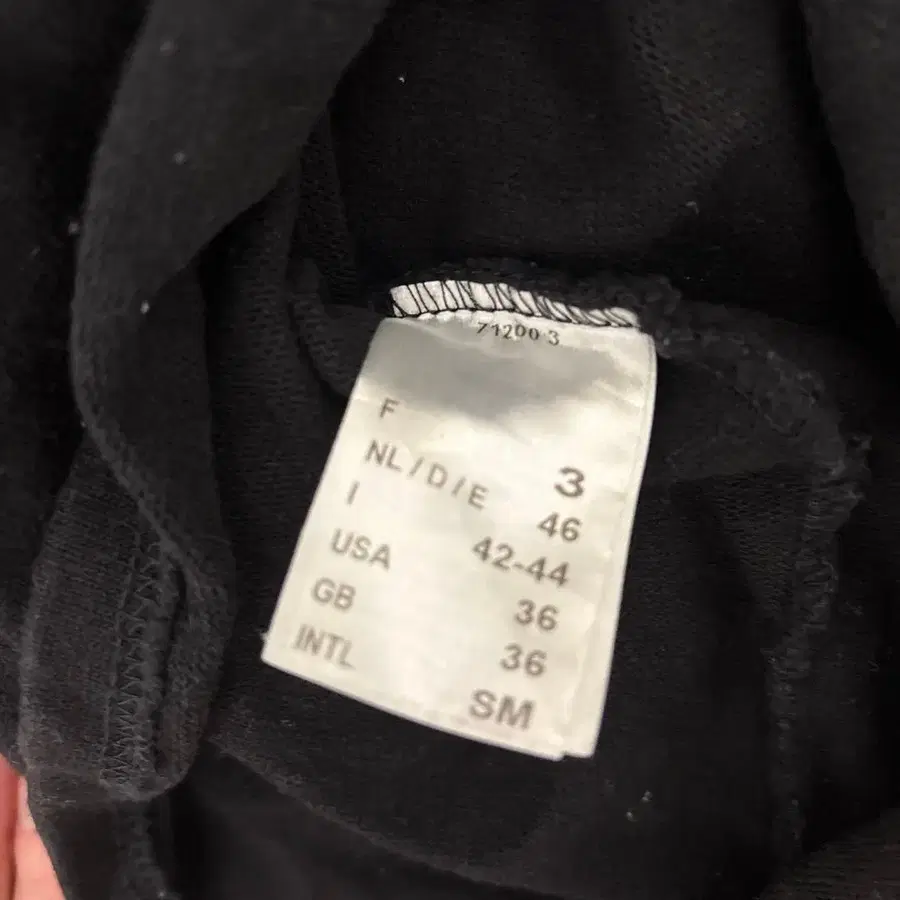 71200 3
F 3
NL / D / E 46
I 42-44
USA 36
GB 36
INTL SM